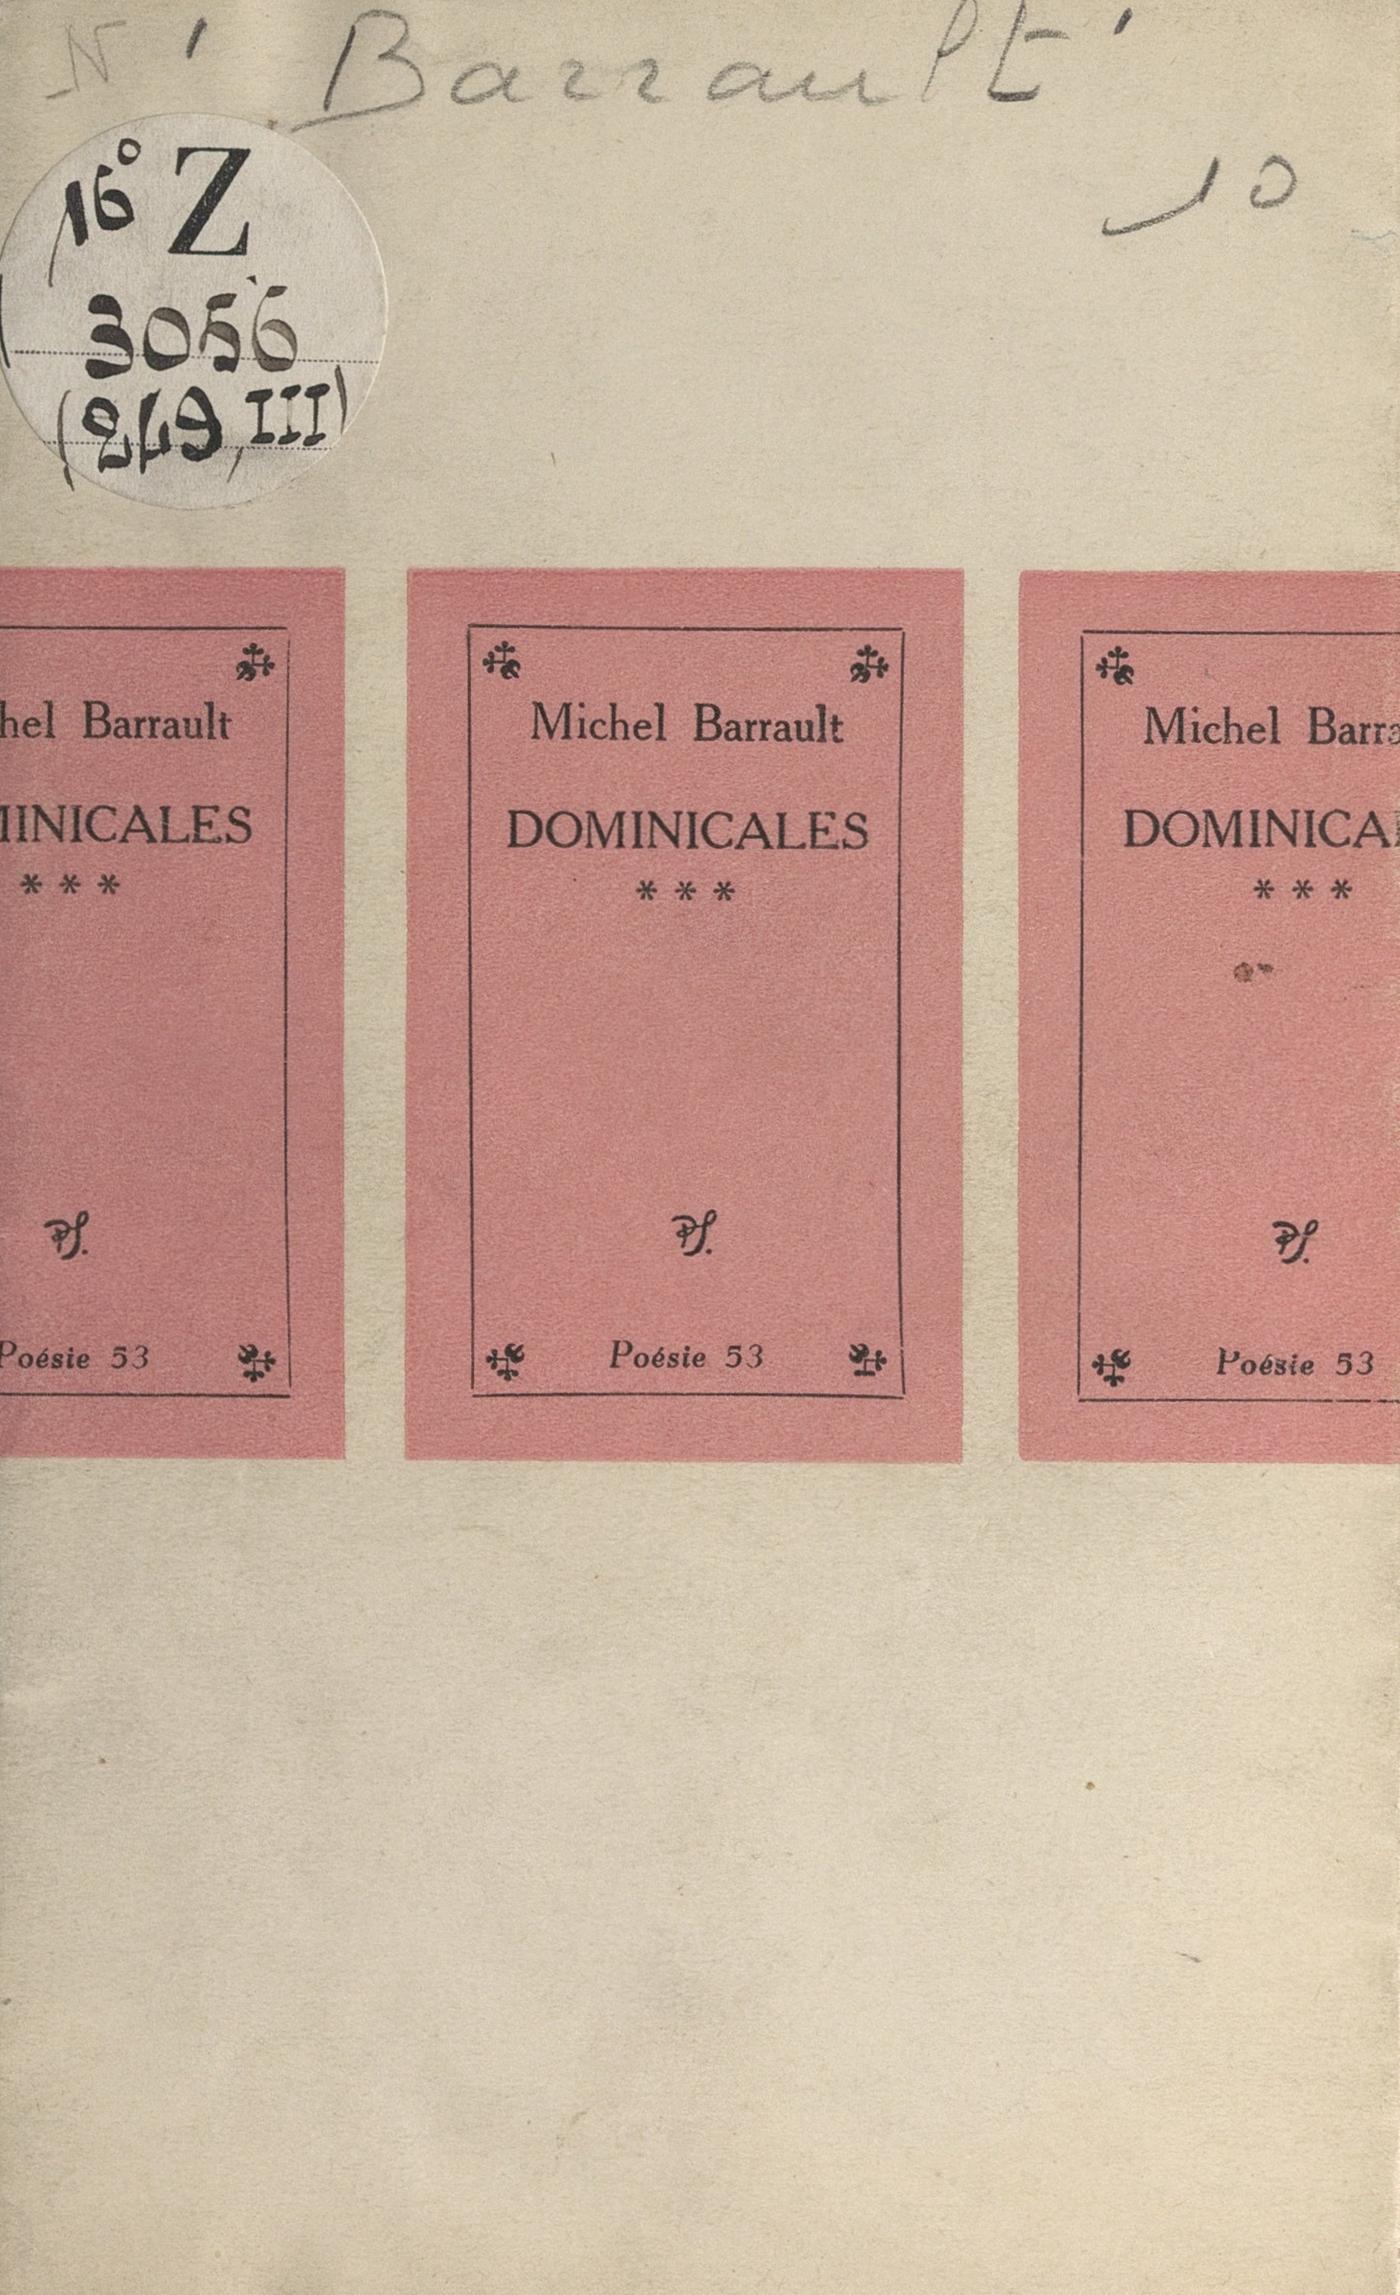 N'
Barrault'
10
16° Z
3056
(249, III)
hel Barrault
MINICALES
* * *
PS.
Poésie 53
Michel Barrault
DOMINICALES
* * *
PS.
Poésie 53
Michel Barra
DOMINICA
* * *
PS.
Poésie 53